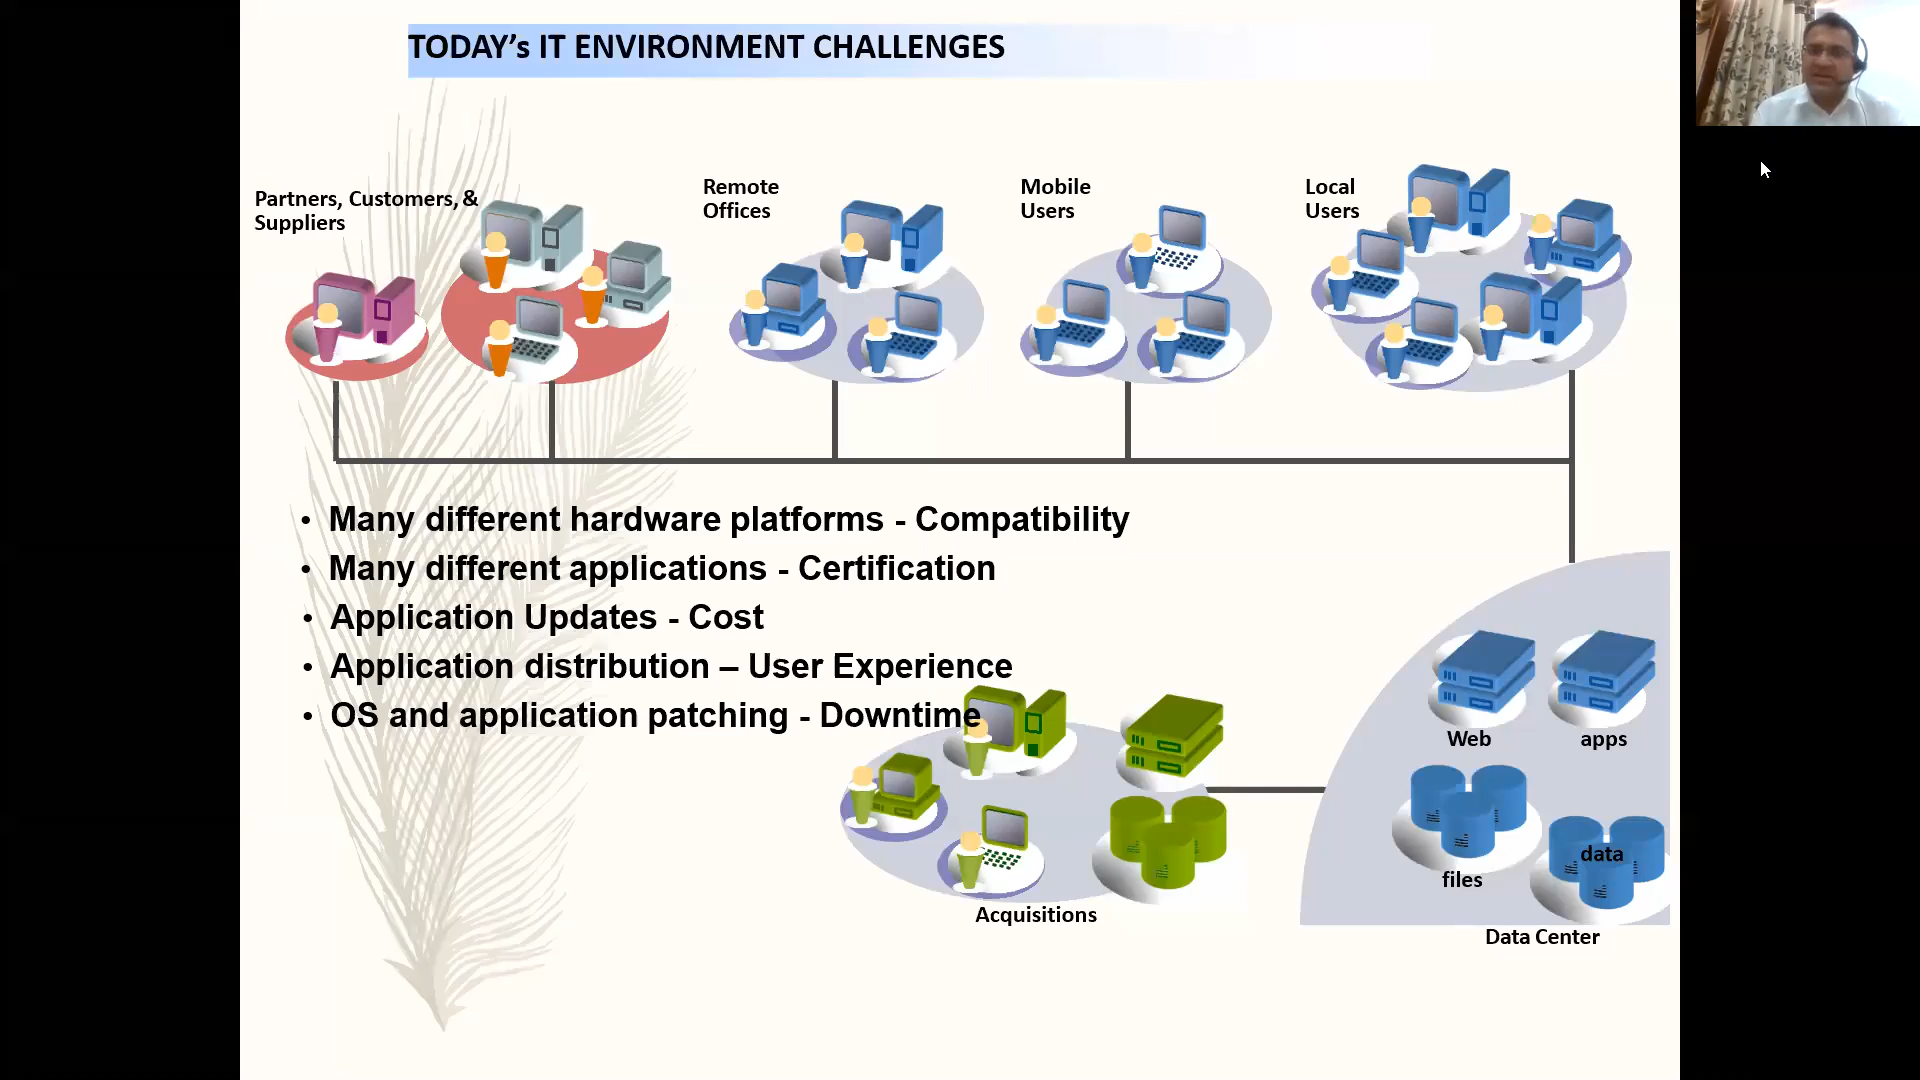 TODAY’s IT ENVIRONMENT CHALLENGES
Partners, Customers, &
Suppliers
Remote
Offices
Mobile
Users
Local
Users
• Many different hardware platforms - Compatibility
• Many different applications - Certification
• Application Updates - Cost
• Application distribution – User Experience
• OS and application patching - Downtime
Web
apps
data
files
Acquisitions
Data Center